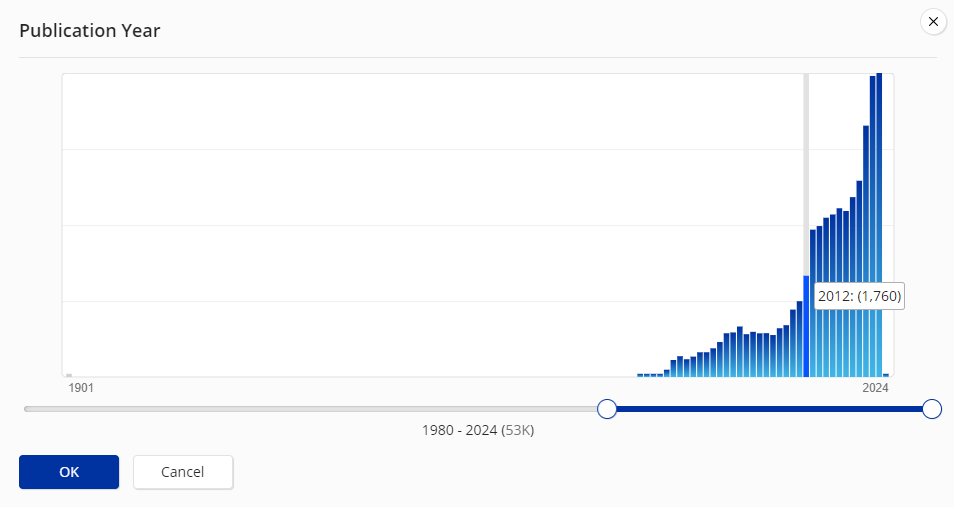 Publication Year
2012: (1,760)
1901
2024
1980 - 2024 (53K)
OK
Cancel